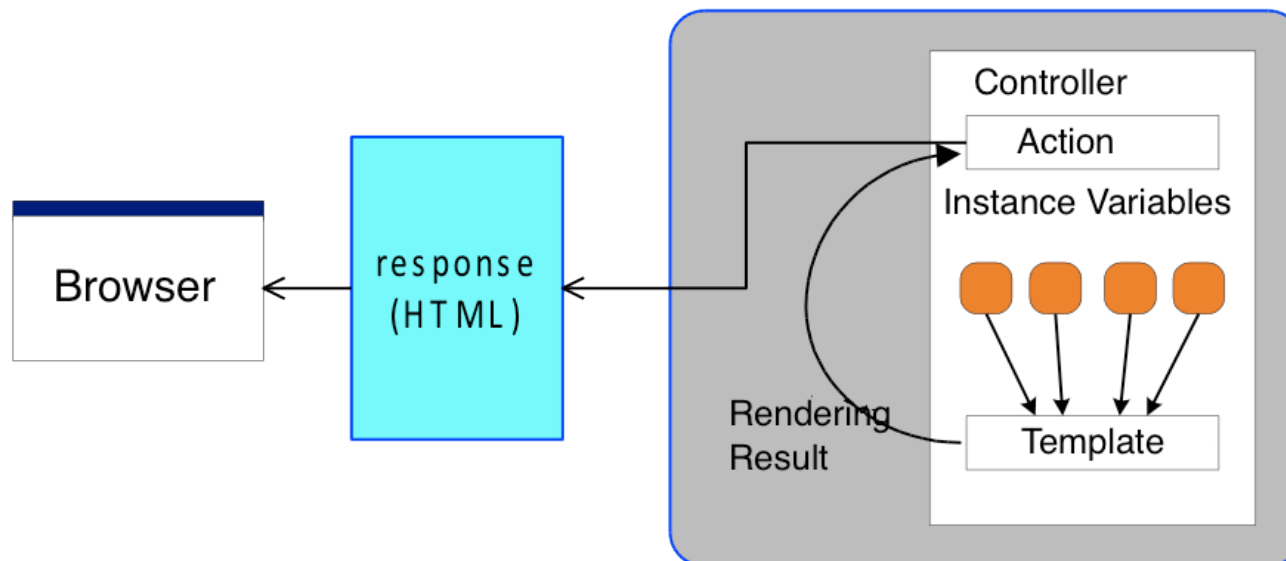 Controller
Action
Instance Variables
Browser
response
(HTML)
Rendering
Result
Template